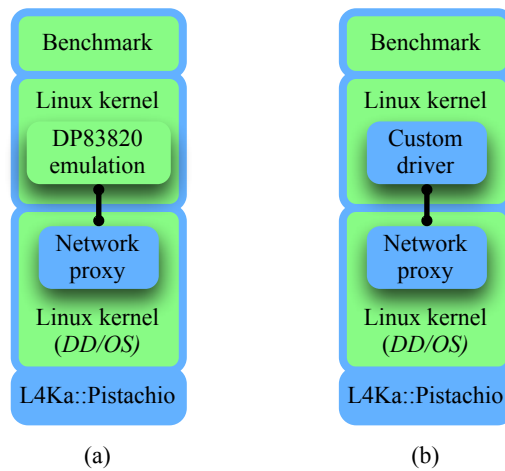 Benchmark
Linux kernel
DP83820
emulation
Network
proxy
Linux kernel
(DD/OS)
L4Ka::Pistachio
(a)
Benchmark
Linux kernel
Custom
driver
Network
proxy
Linux kernel
(DD/OS)
L4Ka::Pistachio
(b)